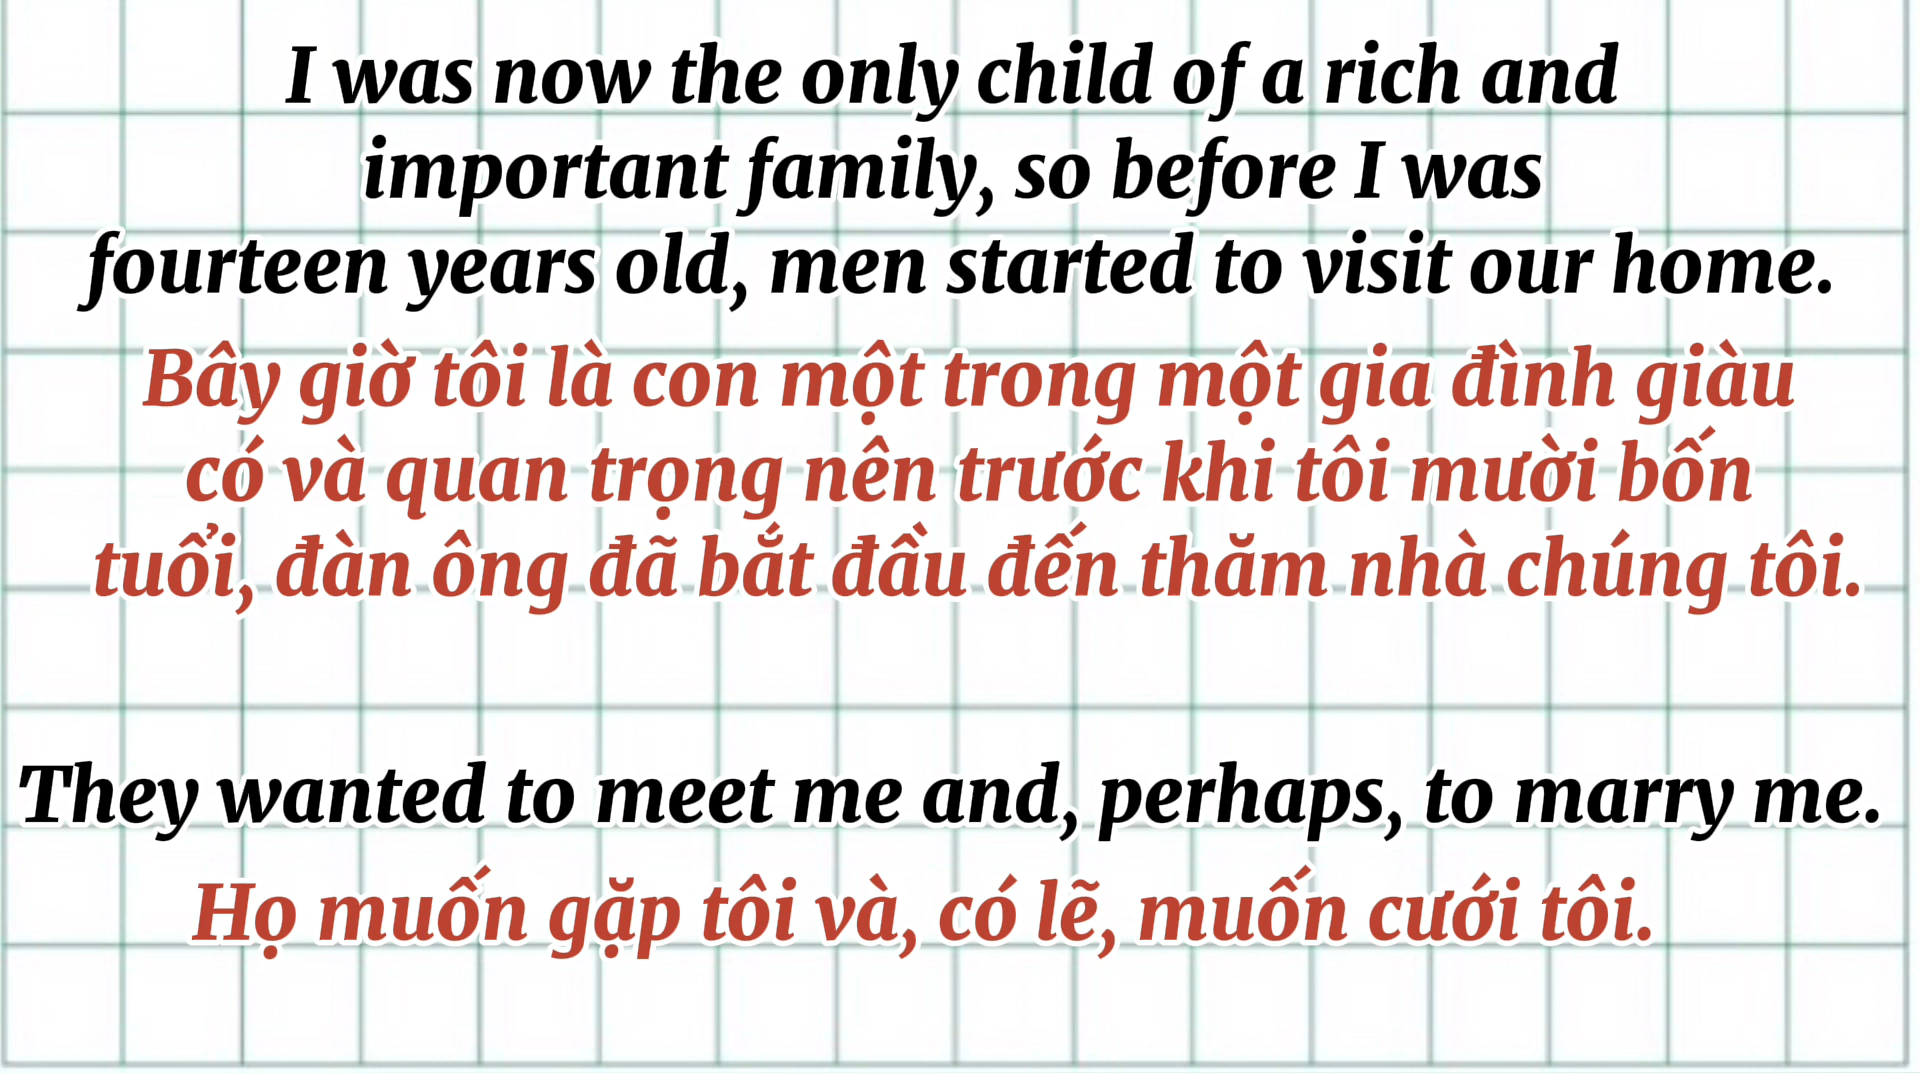 I was now the only child of a rich and
important family, so before I was
fourteen years old, men started to visit our home.
Bây giờ tôi là con một trong một gia đình giàu
có và quan trọng nên trước khi tôi mười bốn
tuổi, đàn ông đã bắt đầu đến thăm nhà chúng tôi.
They wanted to meet me and, perhaps, to marry me.
Họ muốn gặp tôi và, có lẽ, muốn cưới tôi.